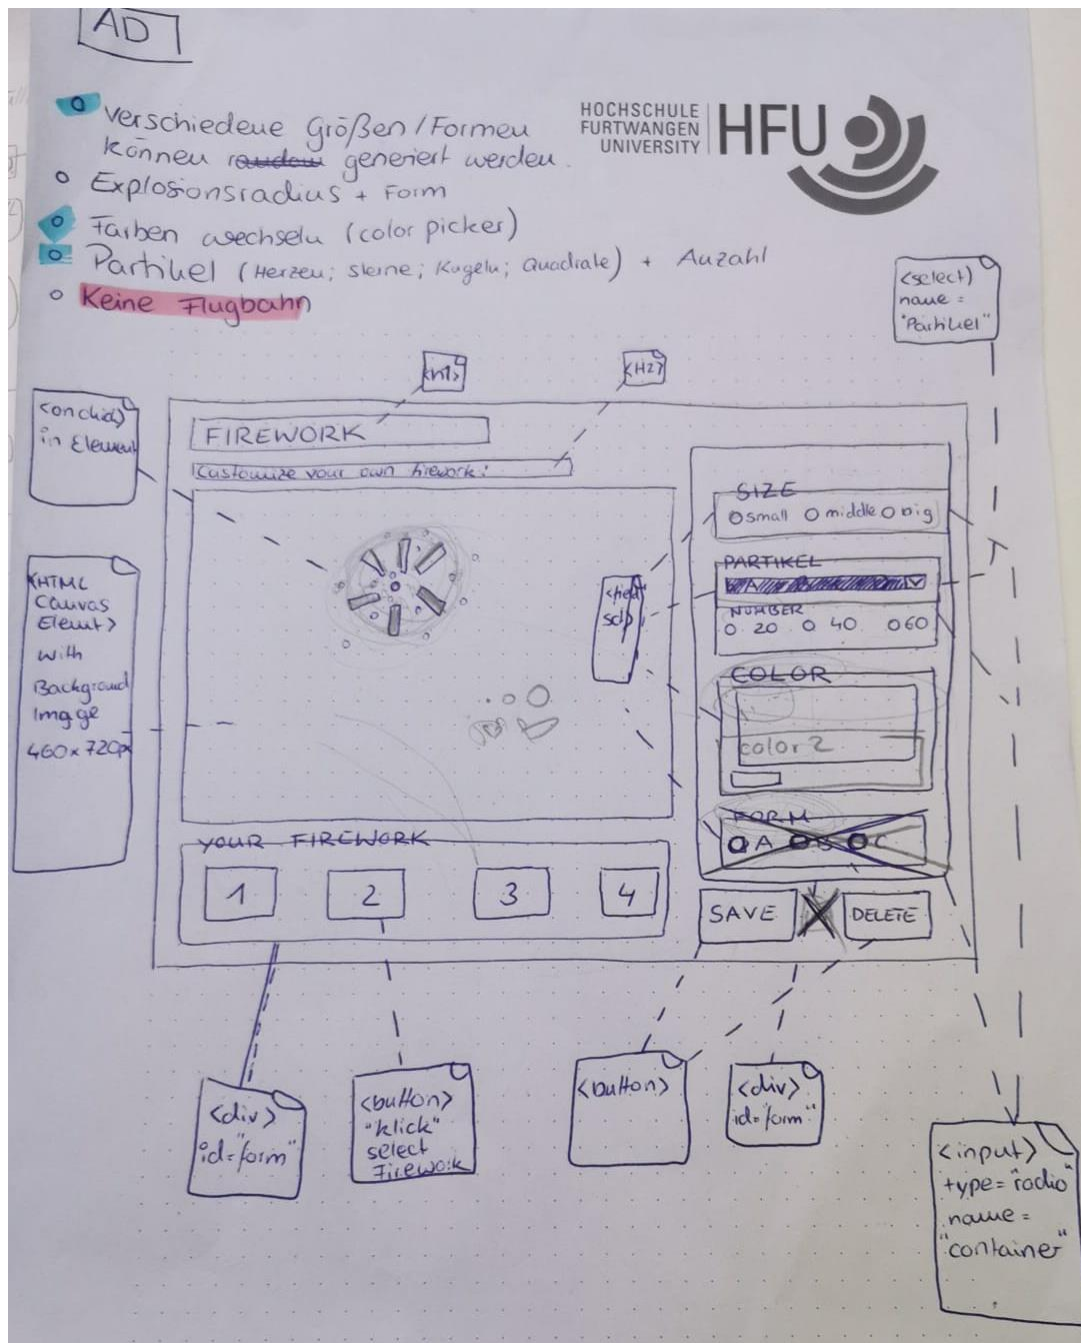 AD
Verschiedene Größen/Formen
können random generiert werden.
Explosionsradius + Form
Farben wechseln (color picker)
Partikel (Herzen; Sterne; Kugeln; Quadrate) + Anzahl
Keine Flugbahn
HOCHSCHULE
FURTWANGEN
UNIVERSITY
HFU
<select>
name =
"Partikel"
<h1>
<H2>
<onclick>
in Element
FIREWORK
Customize your own firework:
<HTML
Canvas
Element>
with
Background
Image
460x720px
SIZE
small middle big
PARTIKEL
NUMBER
20 40 60
COLOR
color 2
FORM
A B C
YOUR FIREWORK
1 2 3 4
SAVE X DELETE
<div>
id="form"
<button>
"klick"
select
Firework
<button>
<div>
id="form"
<input>
type="radio"
name =
"container"